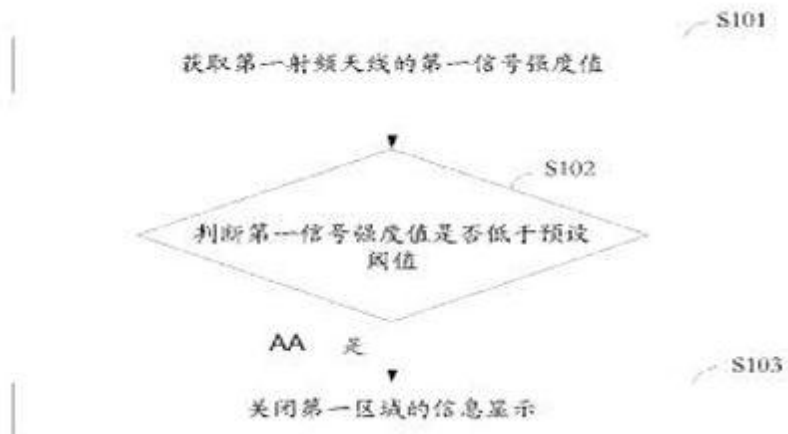 S101
获取第一射频天线的第一信号强度值
S102
判断第一信号强度值是否低于预设
阈值
AA 是
S103
关闭第一区域的信息显示